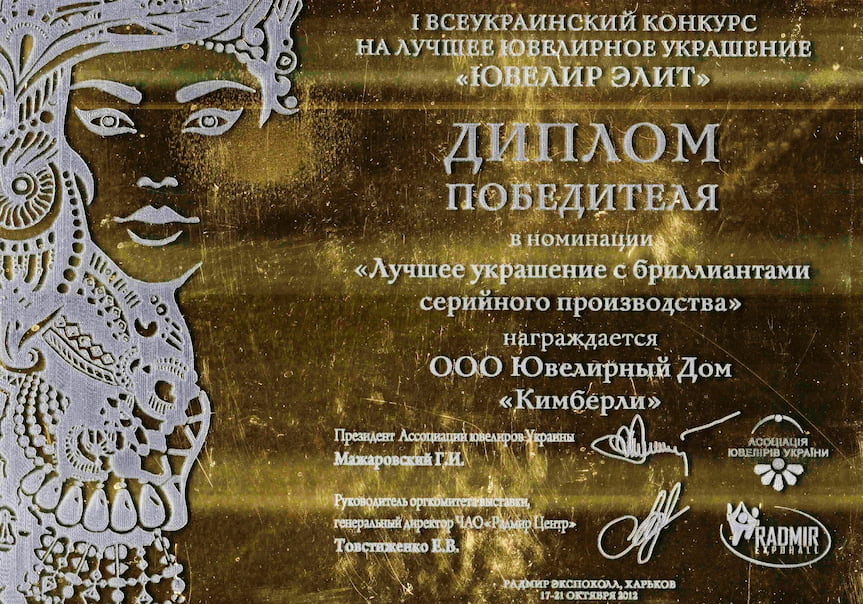 I ВСЕУКРАИНСКИЙ КОНКУРС
НА ЛУЧШЕЕ ЮВЕЛИРНОЕ УКРАШЕНИЕ
«ЮВЕЛИР ЭЛИТ»
ДИПЛОМ
ПОБЕДИТЕЛЯ
в номинации
«Лучшее украшение с бриллиантами
серийного производства»
награждается
ООО Ювелирный Дом
«Кимберли»
Президент Ассоциации ювелиров Украины
Мажаровский Г.И.
АСОЦІАЦІЯ
ЮВЕЛІРІВ УКРАЇНИ
Руководитель оргкомитета выставки,
генеральный директор ЧАО «Радмир Центр»
Товстиженко Е.В.
RADMIR
EXPOHALL
РАДМИР ЭКСПОХОЛЛ, ХАРЬКОВ
17-21 ОКТЯБРЯ 2012